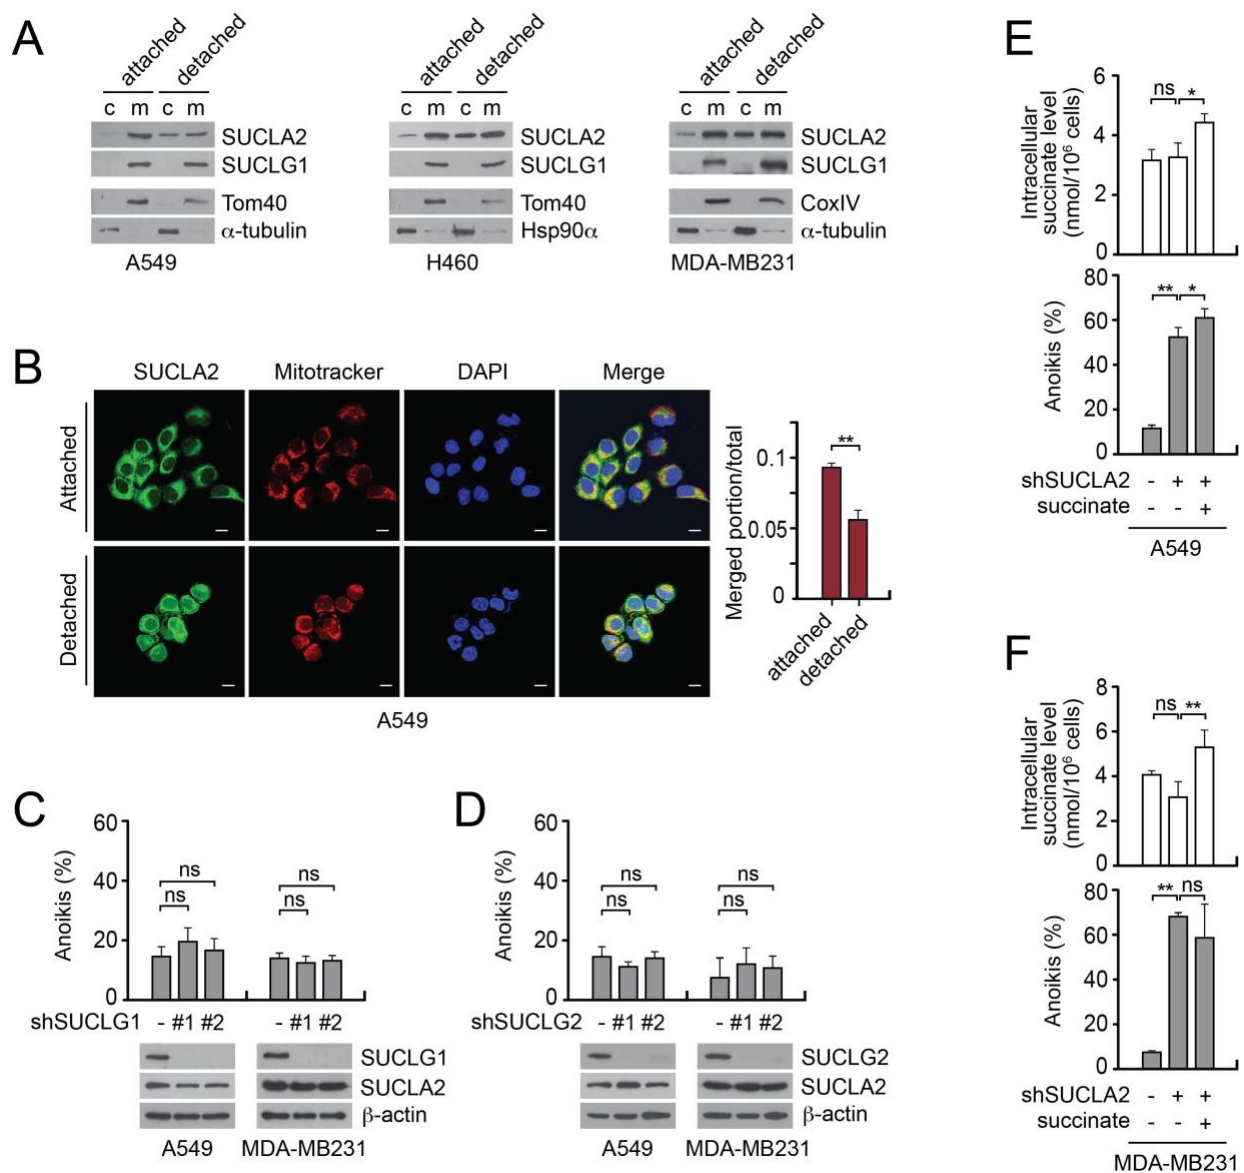 A
attached detached attached detached attached detached
c m c m c m c m c m c m
SUCLA2 SUCLA2 SUCLA2
SUCLG1 SUCLG1 SUCLG1
Tom40 Tom40 CoxIV
α-tubulin Hsp90α α-tubulin
A549 H460 MDA-MB231
B
SUCLA2 Mitotracker DAPI Merge
Attached
Detached
A549
Merged portion/total
0.1
0.05
0
**
attached
detached
C
Anoikis (%)
60
40
20
0
ns
ns
ns
ns
shSUCLG1 - #1 #2 - #1 #2
SUCLG1
SUCLA2
β-actin
A549 MDA-MB231
D
Anoikis (%)
60
40
20
0
ns
ns
ns
ns
shSUCLG2 - #1 #2 - #1 #2
SUCLG2
SUCLA2
β-actin
A549 MDA-MB231
E
Intracellular
succinate level
(nmol/10⁶ cells)
6
4
2
0
ns *
Anoikis (%)
80
60
40
20
0
** *
shSUCLA2 - + +
succinate - - +
A549
F
Intracellular
succinate level
(nmol/10⁶ cells)
8
6
4
2
0
ns **
Anoikis (%)
80
60
40
20
0
** ns
shSUCLA2 - + +
succinate - - +
MDA-MB231